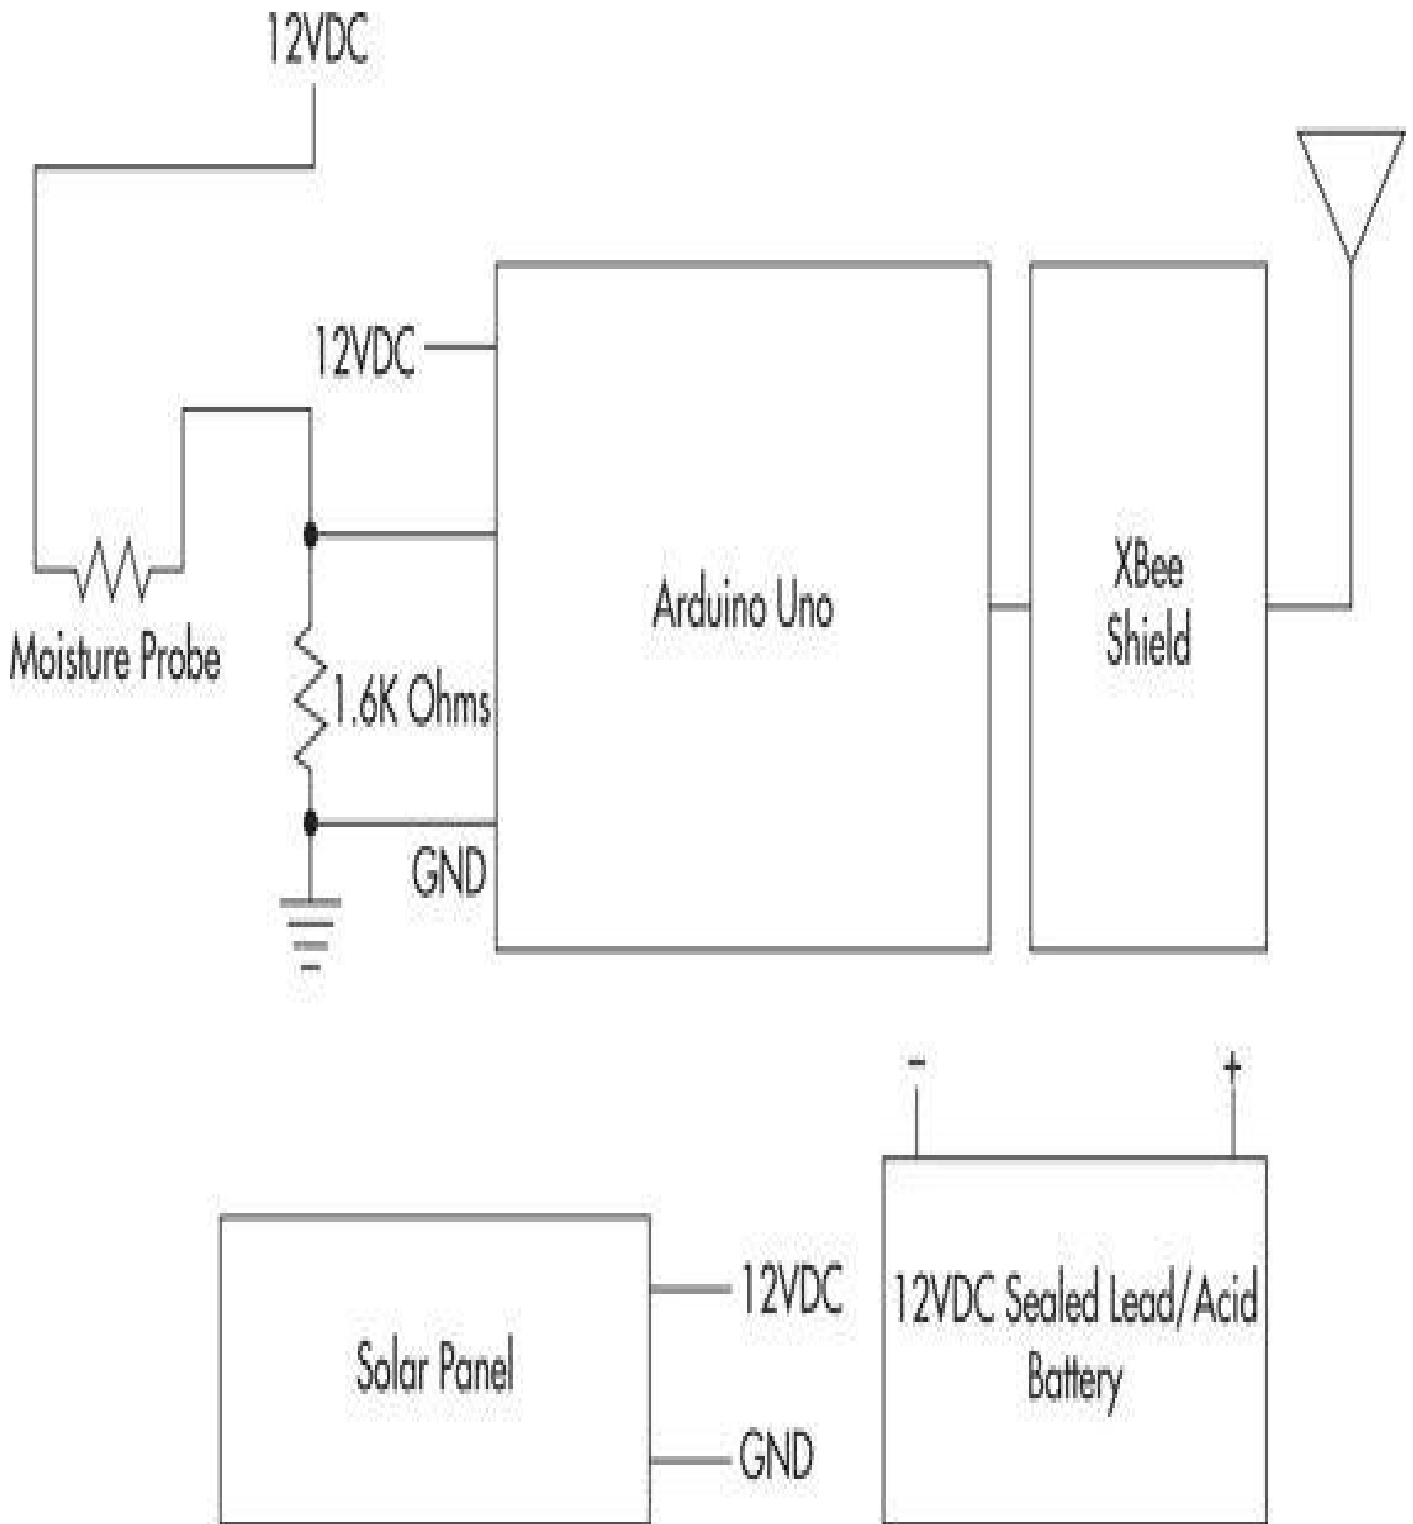 12VDC
12VDC
Moisture Probe
1.6K Ohms
GND
Arduino Uno
XBee
Shield
- +
Solar Panel
12VDC
GND
12VDC Sealed Lead/Acid
Battery